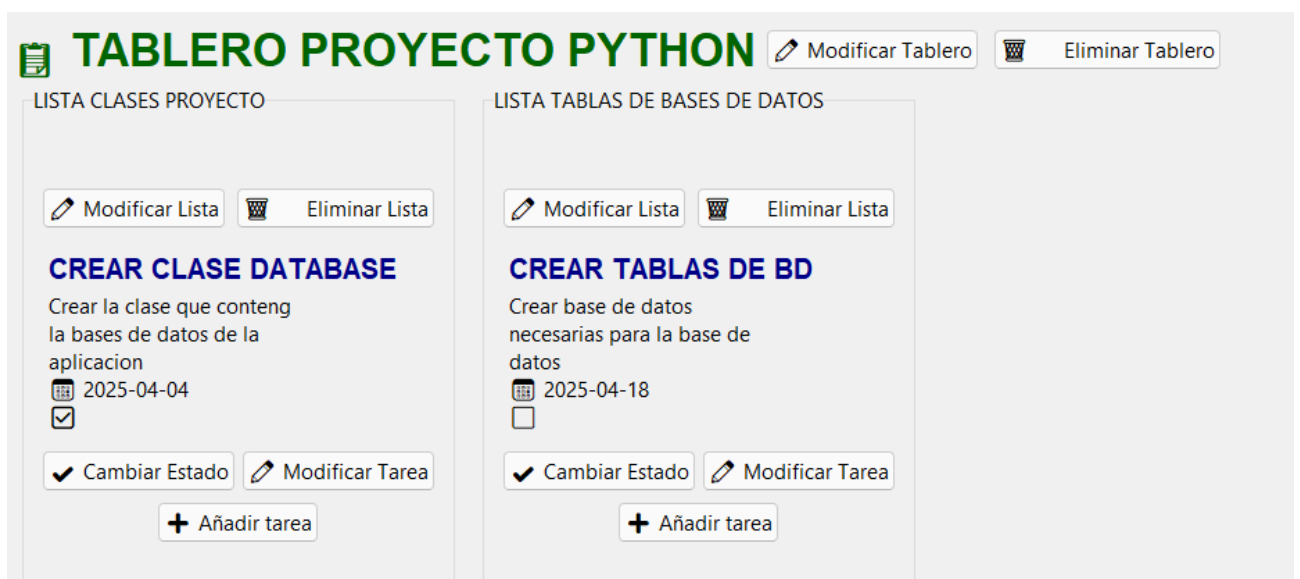 TABLERO PROYECTO PYTHON
Modificar Tablero
Eliminar Tablero
LISTA CLASES PROYECTO
Modificar Lista
Eliminar Lista
CREAR CLASE DATABASE
Crear la clase que conteng
la bases de datos de la
aplicacion
2025-04-04
Cambiar Estado
Modificar Tarea
Añadir tarea
LISTA TABLAS DE BASES DE DATOS
Modificar Lista
Eliminar Lista
CREAR TABLAS DE BD
Crear base de datos
necesarias para la base de
datos
2025-04-18
Cambiar Estado
Modificar Tarea
Añadir tarea